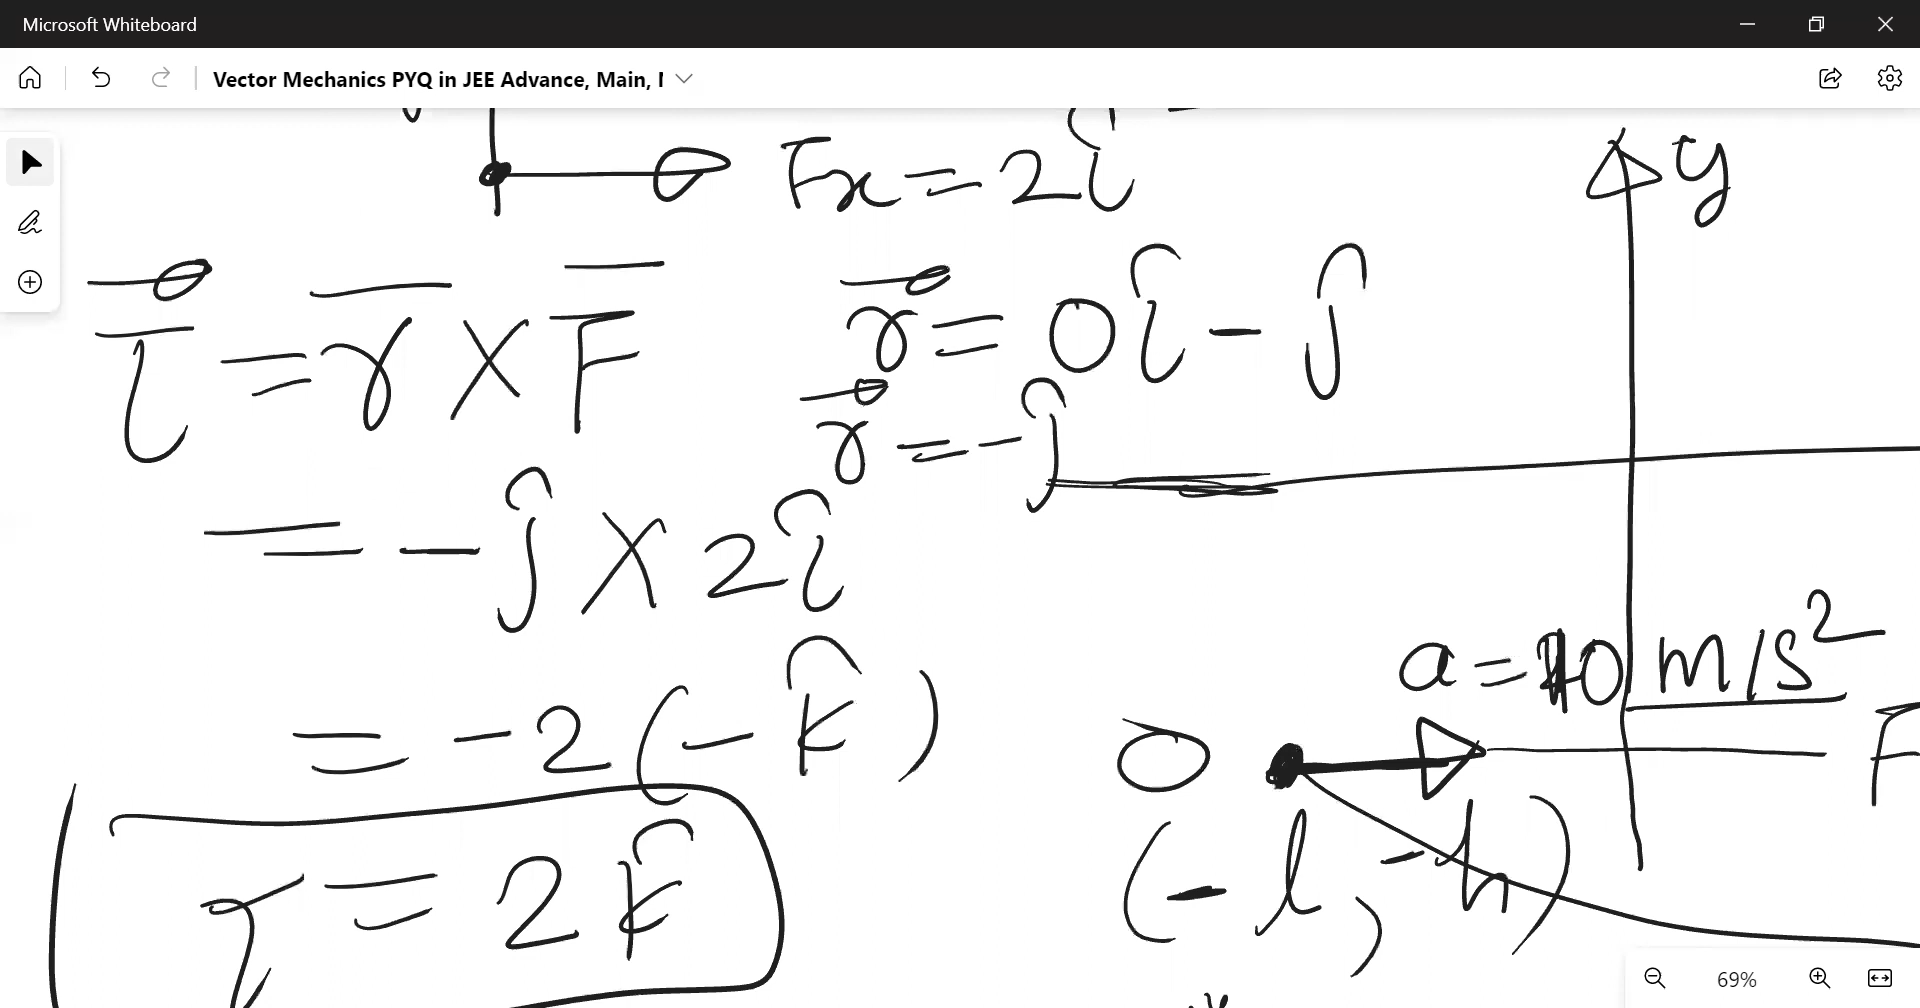 Microsoft Whiteboard
Vector Mechanics PYQ in JEE Advance, Main, 
Fx = 2î
y
τ = r × F
r = 0î - ĵ
r = -ĵ
= -ĵ × 2î
= -2(-k̂)
τ = 2k̂
a = 10 m/s²
O
F
(-l, -h)
69%